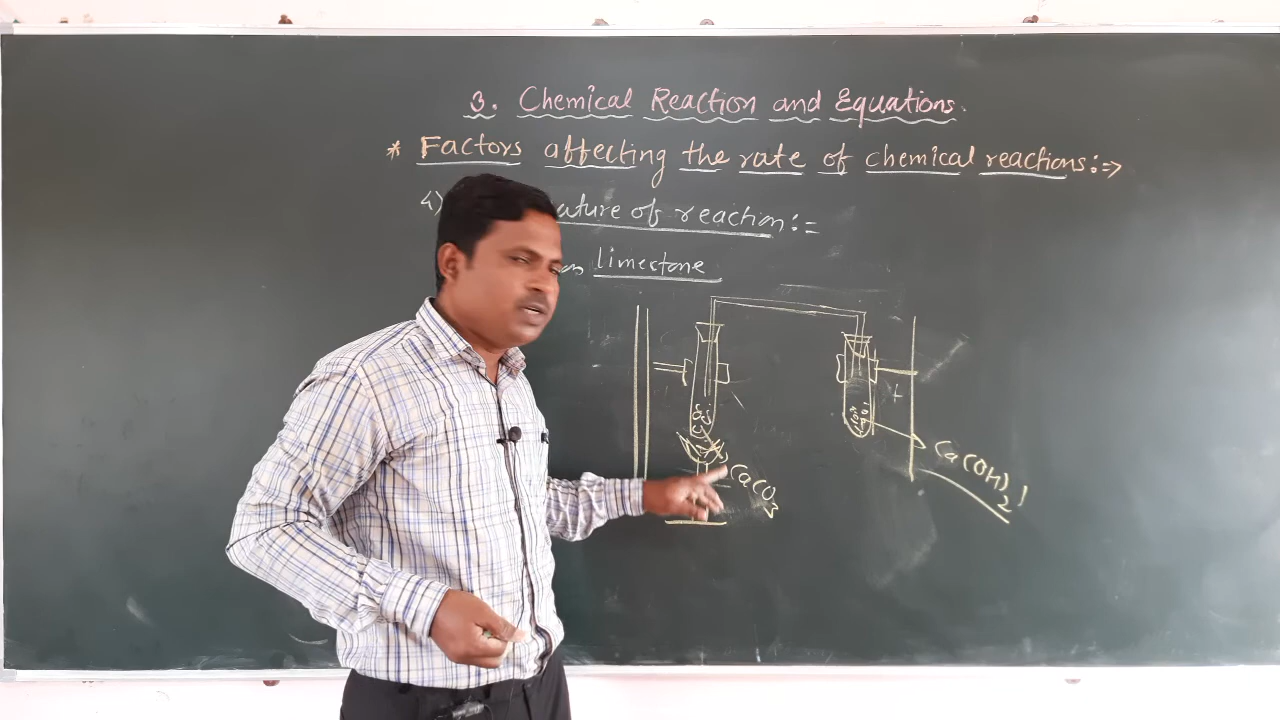 3. Chemical Reaction and Equations.
* Factors affecting the rate of chemical reactions:⇒
4) ature of reaction:=
limestone
CaCO3
Ca(OH)2